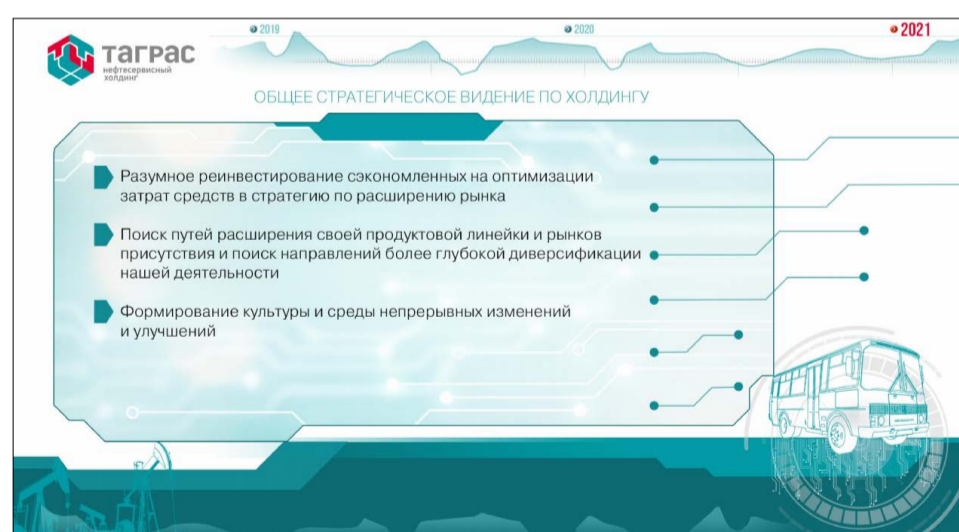 2019
2020
2021
таграс
нефтесервисный
холдинг
ОБЩЕЕ СТРАТЕГИЧЕСКОЕ ВИДЕНИЕ ПО ХОЛДИНГУ
Разумное реинвестирование сэкономленных на оптимизации
затрат средств в стратегию по расширению рынка
Поиск путей расширения своей продуктовой линейки и рынков
присутствия и поиск направлений более глубокой диверсификации
нашей деятельности
Формирование культуры и среды непрерывных изменений
и улучшений